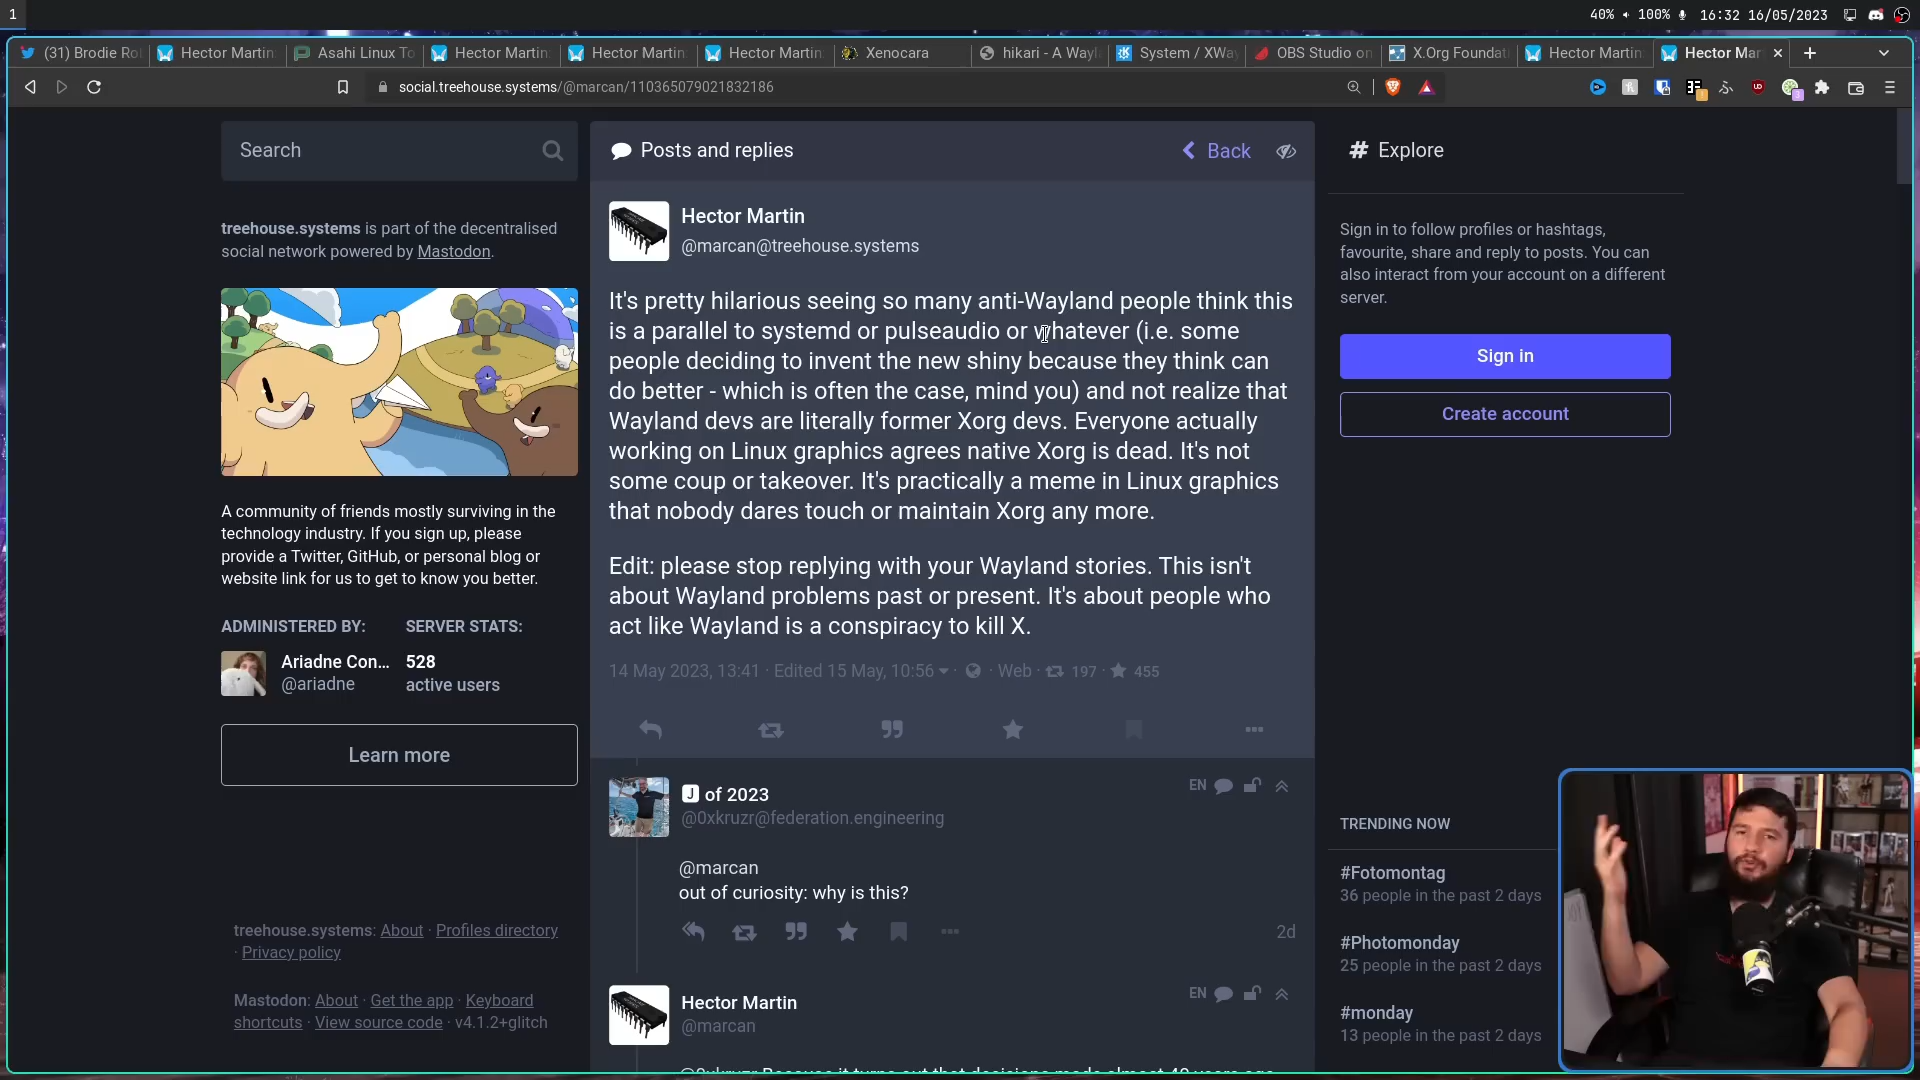 1
40% 100% 16:32 16/05/2023
(31) Brodie Ro
Hector Martin
Asahi Linux To
Hector Martin
Hector Martin
Hector Martin
Xenocara
hikari - A Wayl
System / XWa
OBS Studio on
X.Org Foundat
Hector Martin
Hector Mar
social.treehouse.systems/@marcan/110365079021832186
Search
treehouse.systems is part of the decentralised
social network powered by Mastodon.
A community of friends mostly surviving in the
technology industry. If you sign up, please
provide a Twitter, GitHub, or personal blog or
website link for us to get to know you better.
ADMINISTERED BY:
Ariadne Con...
@ariadne
SERVER STATS:
528
active users
Learn more
treehouse.systems: About · Profiles directory
· Privacy policy
Mastodon: About · Get the app · Keyboard
shortcuts · View source code · v4.1.2+glitch
Posts and replies
Back
Hector Martin
@marcan@treehouse.systems
It's pretty hilarious seeing so many anti-Wayland people think this
is a parallel to systemd or pulseaudio or whatever (i.e. some
people deciding to invent the new shiny because they think can
do better - which is often the case, mind you) and not realize that
Wayland devs are literally former Xorg devs. Everyone actually
working on Linux graphics agrees native Xorg is dead. It's not
some coup or takeover. It's practically a meme in Linux graphics
that nobody dares touch or maintain Xorg any more.
Edit: please stop replying with your Wayland stories. This isn't
about Wayland problems past or present. It's about people who
act like Wayland is a conspiracy to kill X.
14 May 2023, 13:41 · Edited 15 May, 10:56 · · Web · 197 · 455
J of 2023
EN
@0xkruzr@federation.engineering
@marcan
out of curiosity: why is this?
2d
Hector Martin
EN
@marcan
@0xkruzr Because it turns out that decisions made almost 40 years ago
# Explore
Sign in to follow profiles or hashtags,
favourite, share and reply to posts. You can
also interact from your account on a different
server.
Sign in
Create account
TRENDING NOW
#Fotomontag
36 people in the past 2 days
#Photomonday
25 people in the past 2 days
#monday
13 people in the past 2 days